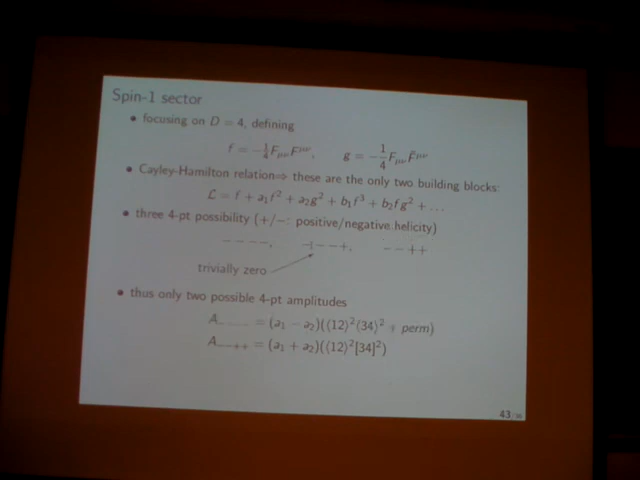 Spin-1 sector
• focusing on D = 4, defining
f = -1/4 F_μν F^μν, g = -1/4 F_μν F̃^μν
• Cayley-Hamilton relation⇒ these are the only two building blocks:
L = f + a₁f² + a₂g² + b₁f³ + b₂fg² + ...
• three 4-pt possibility (+/−: positive/negative helicity)
− − − −, + − − +, − − + +
trivially zero
• thus only two possible 4-pt amplitudes
A₋₋₋₋ = (a₁ − a₂)(⟨12⟩²⟨34⟩² + perm)
A₋₋₊₊ = (a₁ + a₂)(⟨12⟩²[34]²)
43/